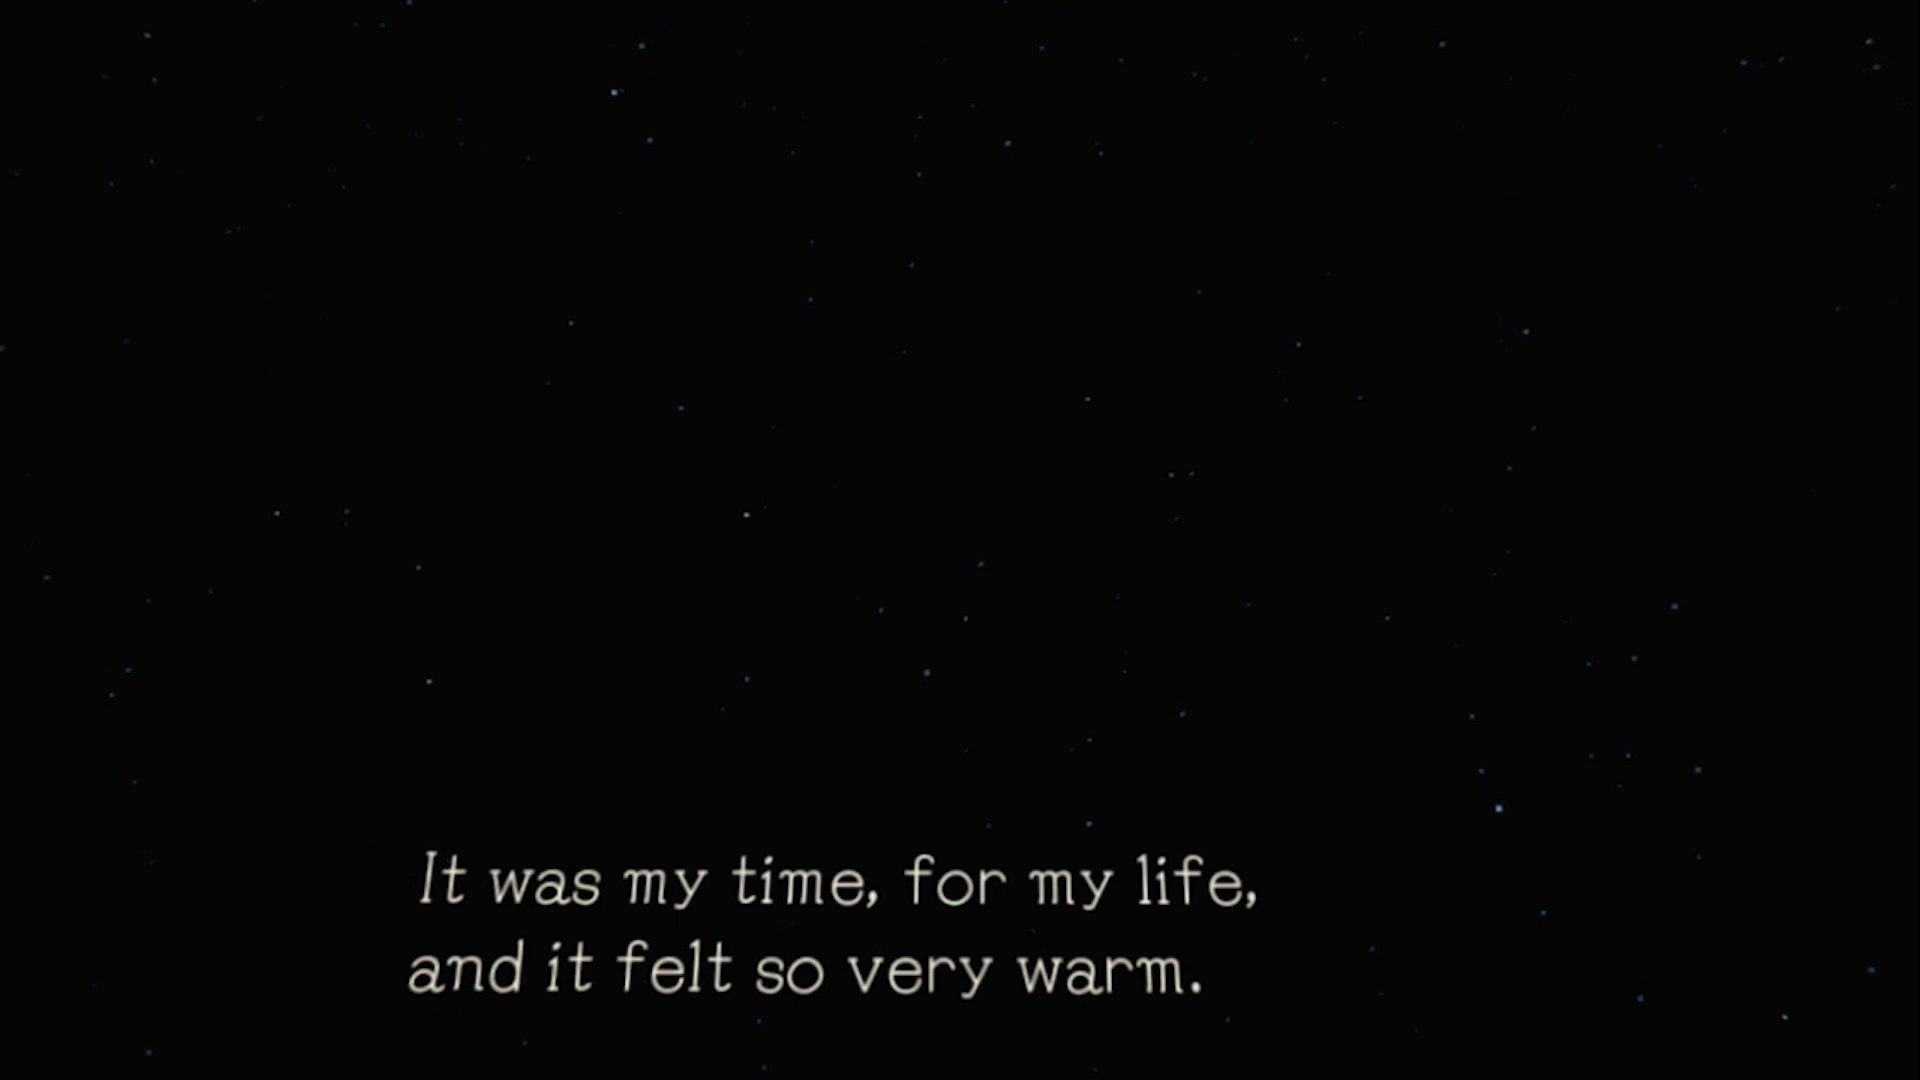 It was my time, for my life,
and it felt so very warm.